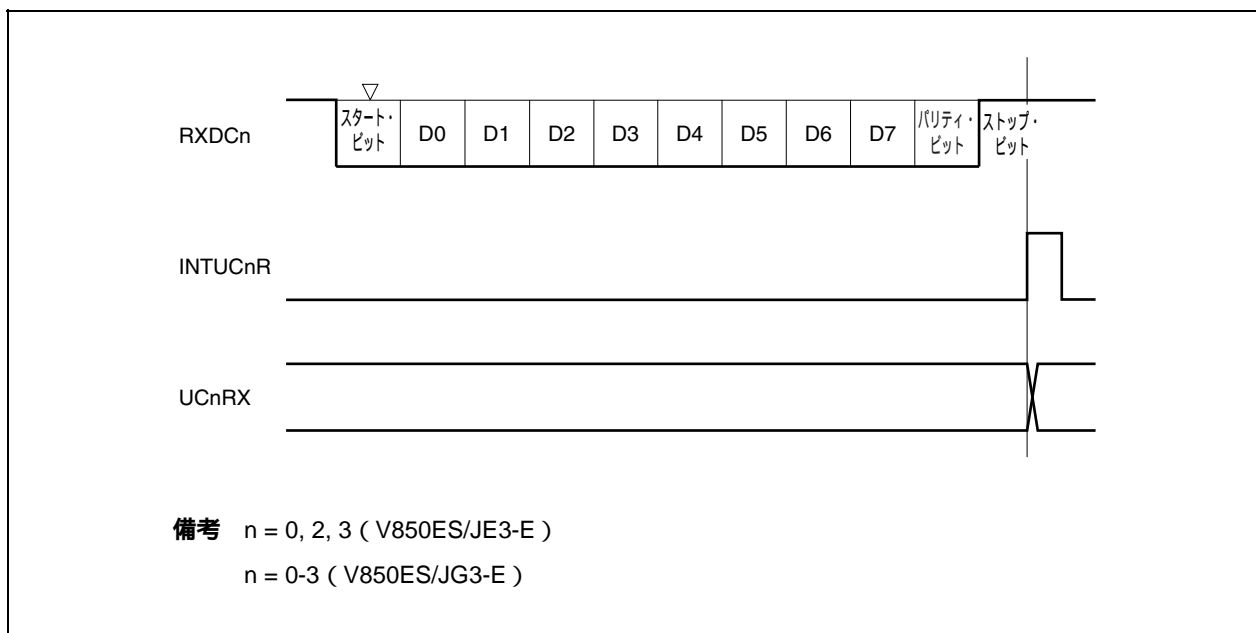 RXDCn
スタート・
ビット
D0
D1
D2
D3
D4
D5
D6
D7
パリティ・
ビット
ストップ・
ビット
INTUCnR
UCnRX
備考 n = 0, 2, 3 ( V850ES/JE3-E )
n = 0-3 ( V850ES/JG3-E )